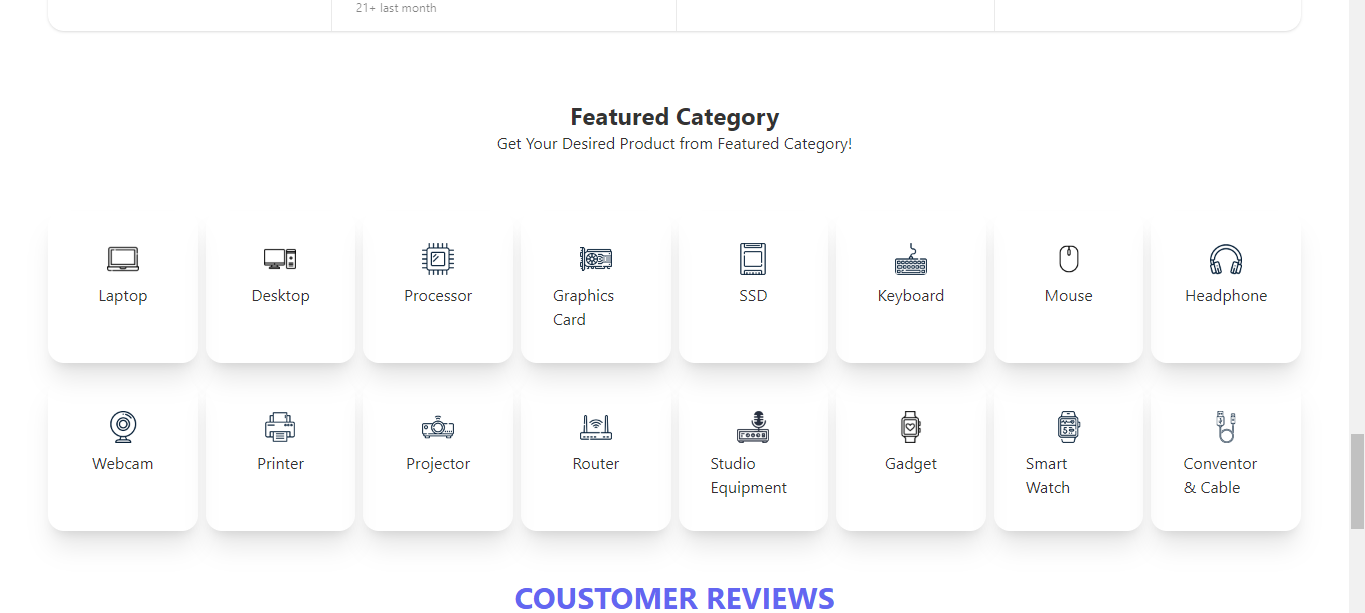 21+ last month
Featured Category
Get Your Desired Product from Featured Category!
Laptop
Desktop
Processor
Graphics
Card
SSD
Keyboard
Mouse
Headphone
Webcam
Printer
Projector
Router
Studio
Equipment
Gadget
Smart
Watch
Conventor
& Cable
COUSTOMER REVIEWS